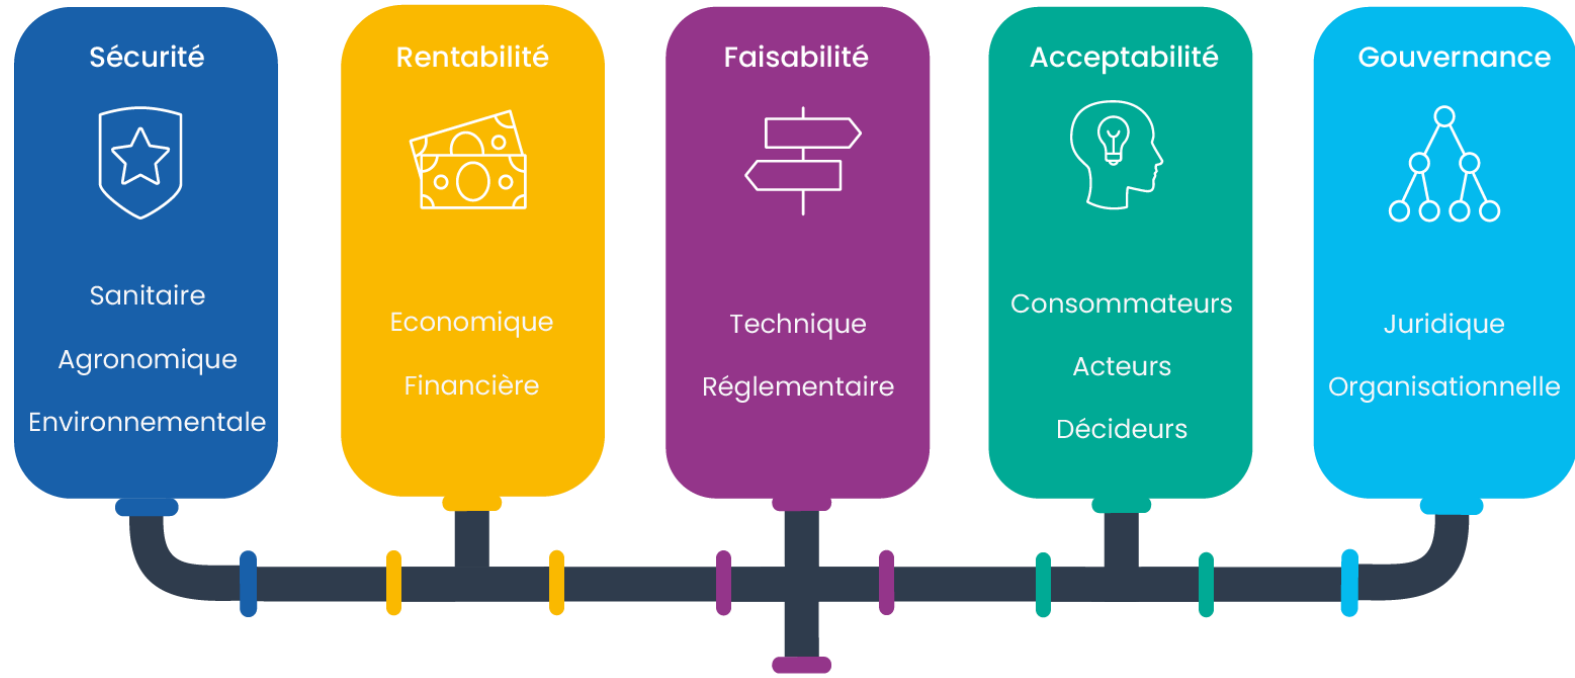 Sécurité
Sanitaire
Agronomique
Environnementale
Rentabilité
Economique
Financière
Faisabilité
Technique
Réglementaire
Acceptabilité
Consommateurs
Acteurs
Décideurs
Gouvernance
Juridique
Organisationnelle